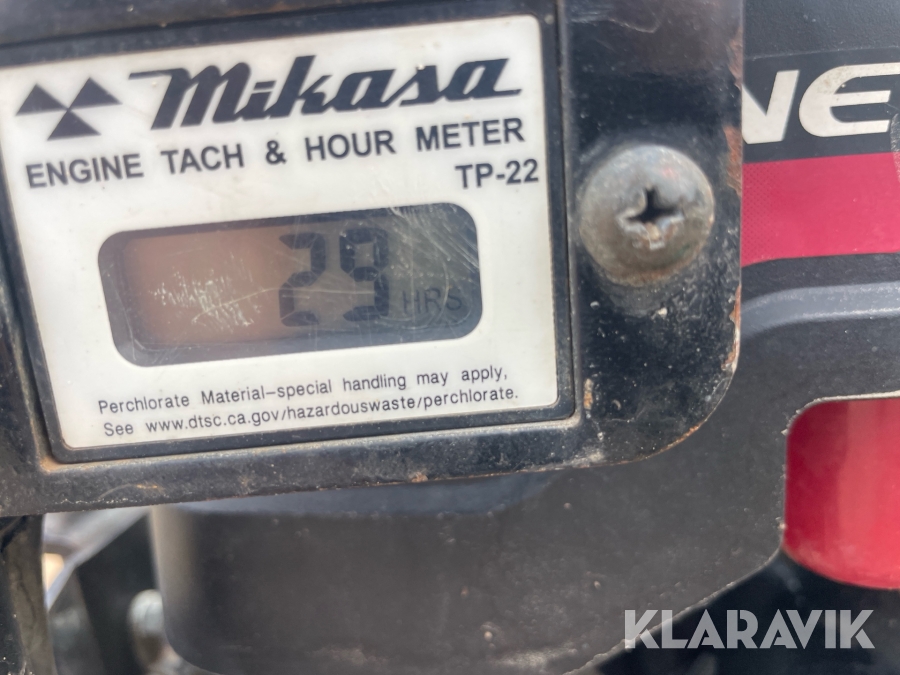 Mikasa
ENGINE TACH & HOUR METER
TP-22
29 HRS
Perchlorate Material-special handling may apply,
See www.dtsc.ca.gov/hazardouswaste/perchlorate.
NE
KLARAVIK